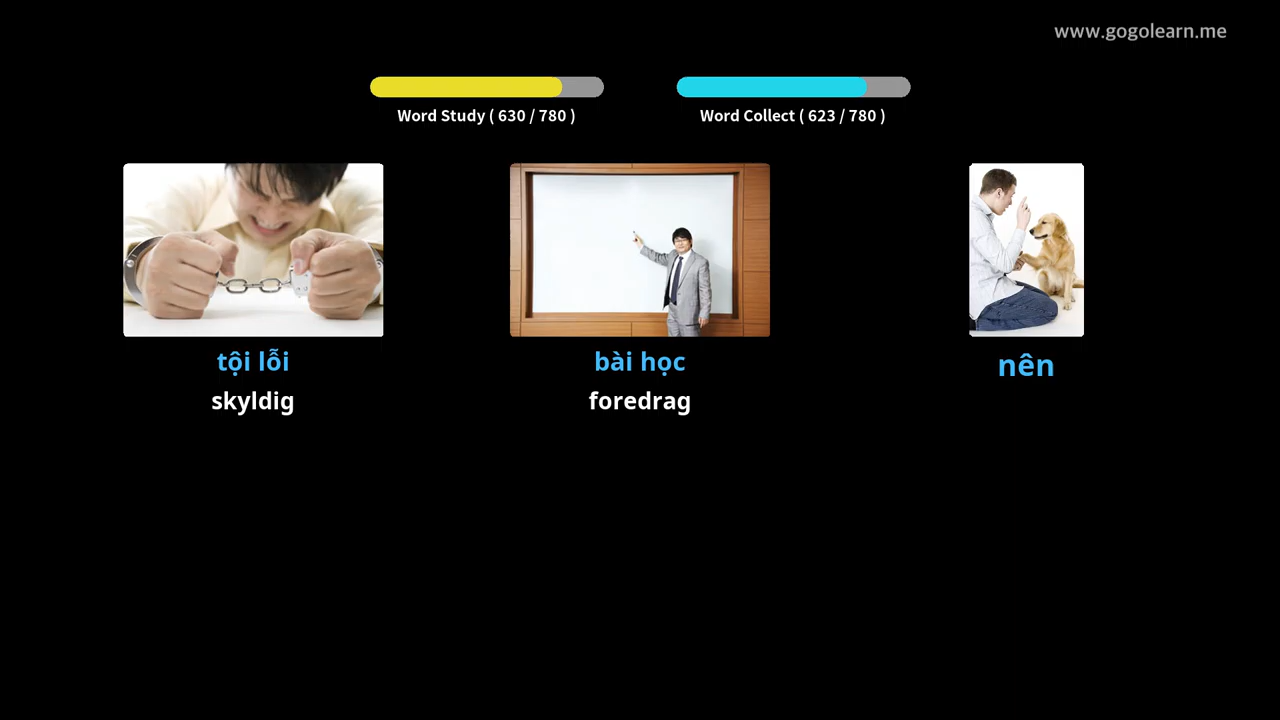 www.gogolearn.me
Word Study ( 630 / 780 )
Word Collect ( 623 / 780 )
tội lỗi
skyldig
bài học
foredrag
nên